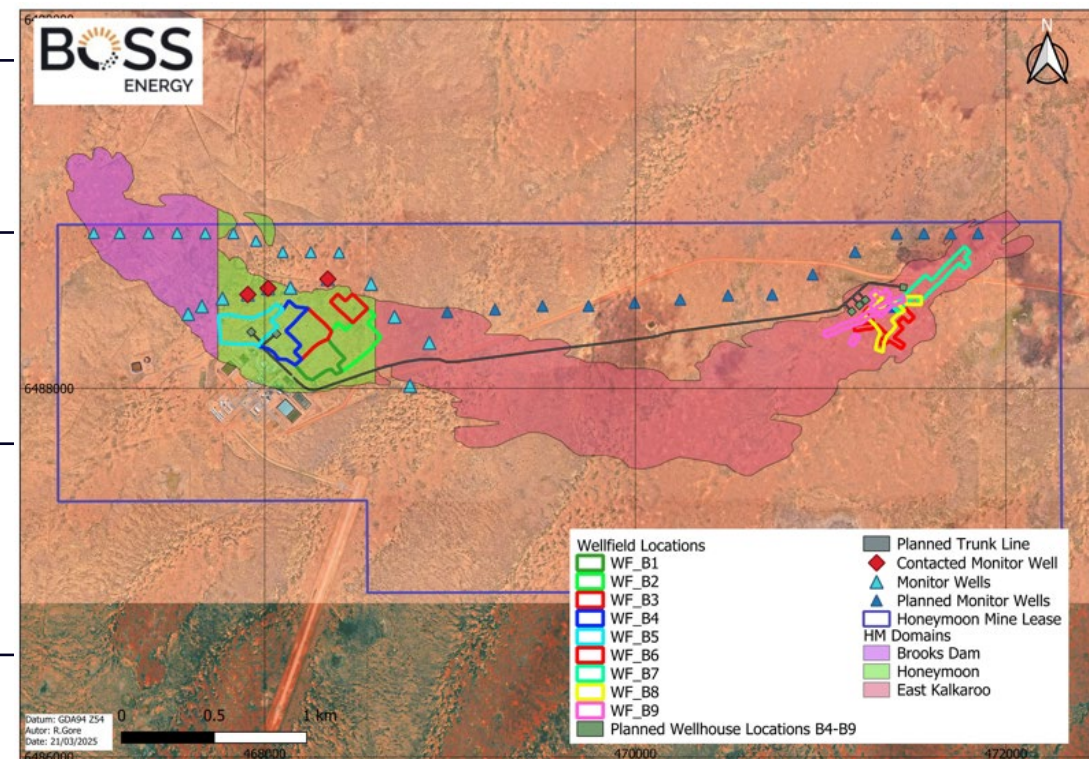 BOSS
ENERGY
N
6488000
Wellfield Locations
WF_B1
WF_B2
WF_B3
WF_B4
WF_B5
WF_B6
WF_B7
WF_B8
WF_B9
Planned Wellhouse Locations B4-B9
Planned Trunk Line
Contacted Monitor Well
Monitor Wells
Planned Monitor Wells
Honeymoon Mine Lease
HM Domains
Brooks Dam
Honeymoon
East Kalkaroo
Datum: GDA94 Z54
Autor: R.Gore
Date: 21/03/2025
0 0.5 1 km
6486000
468000 470000 472000